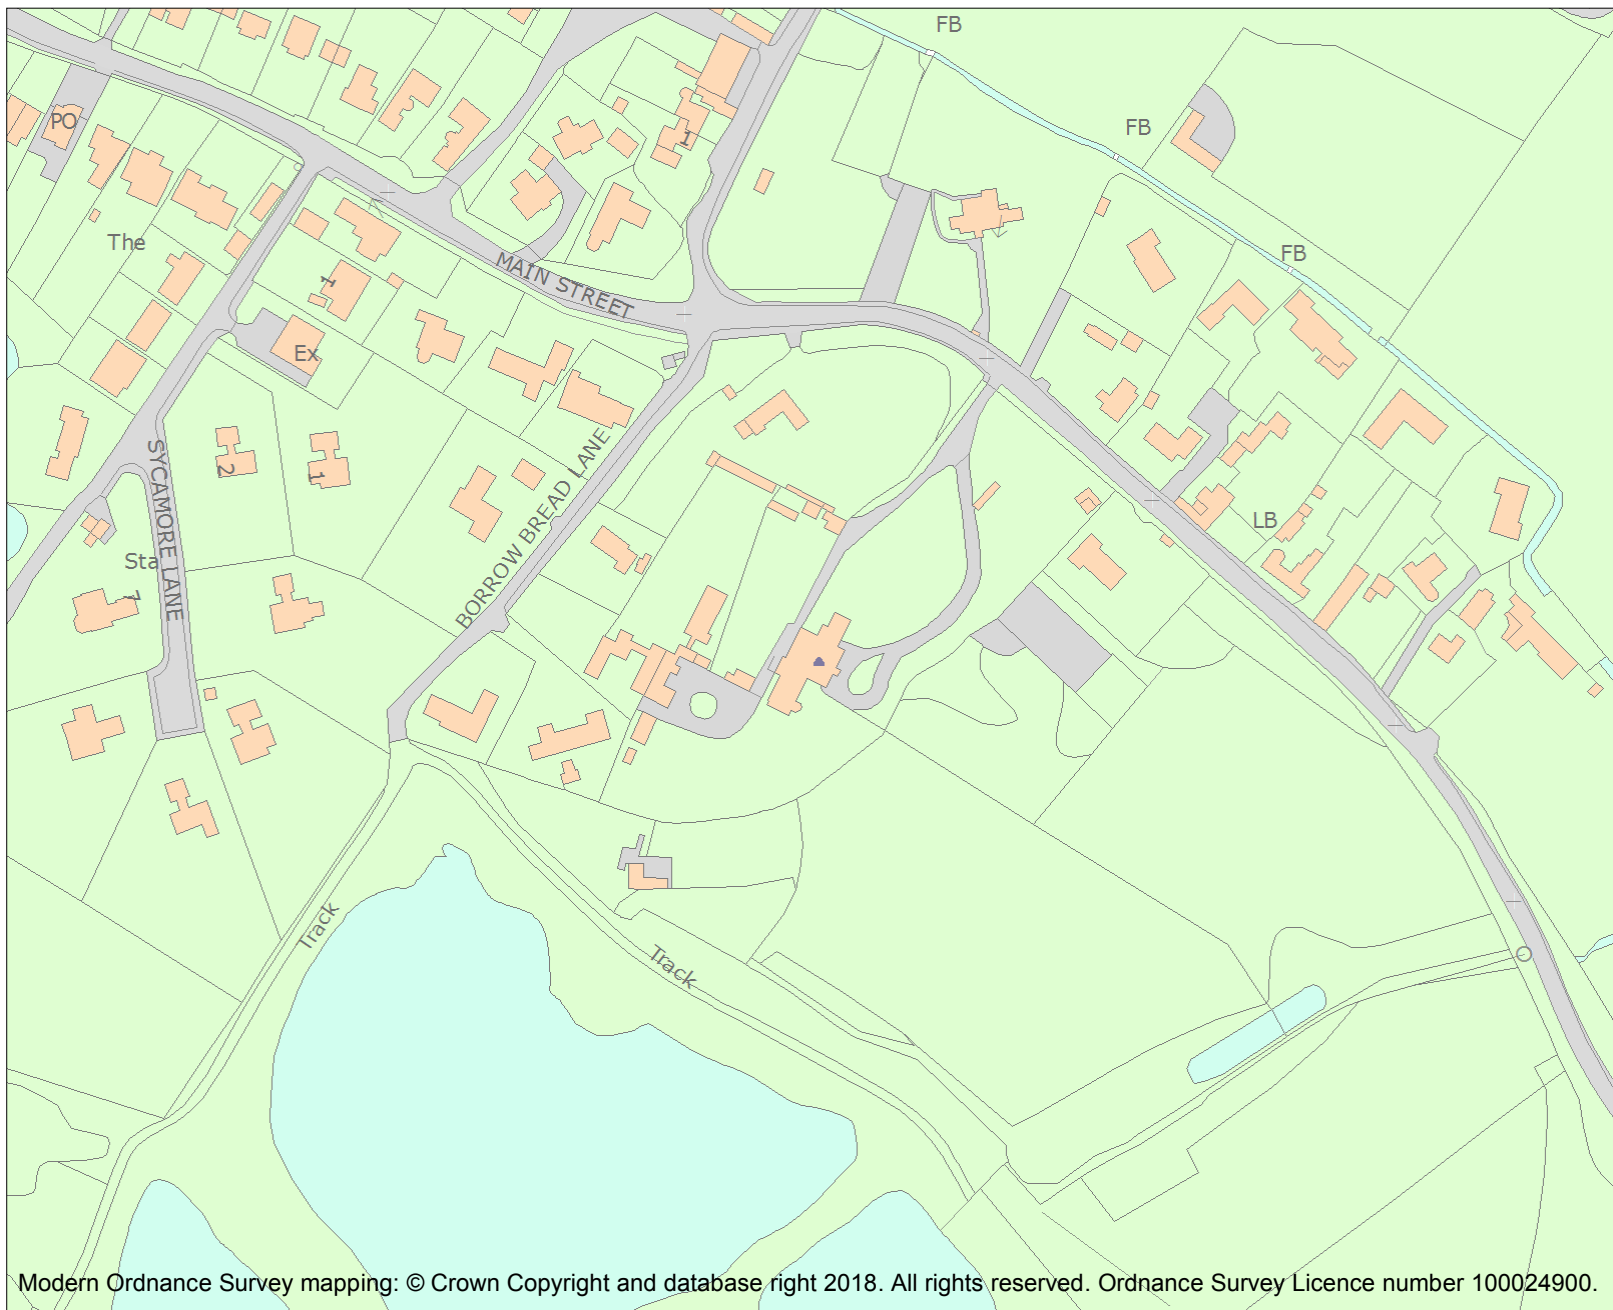 FB
PO
FB
1
The
FB
MAIN STREET
1
Ex
SYCAMORE LANE
2
1
BORROW BREAD LANE
LB
Sta
7
Track
Track
Modern Ordnance Survey mapping: © Crown Copyright and database right 2018. All rights reserved. Ordnance Survey Licence number 100024900.